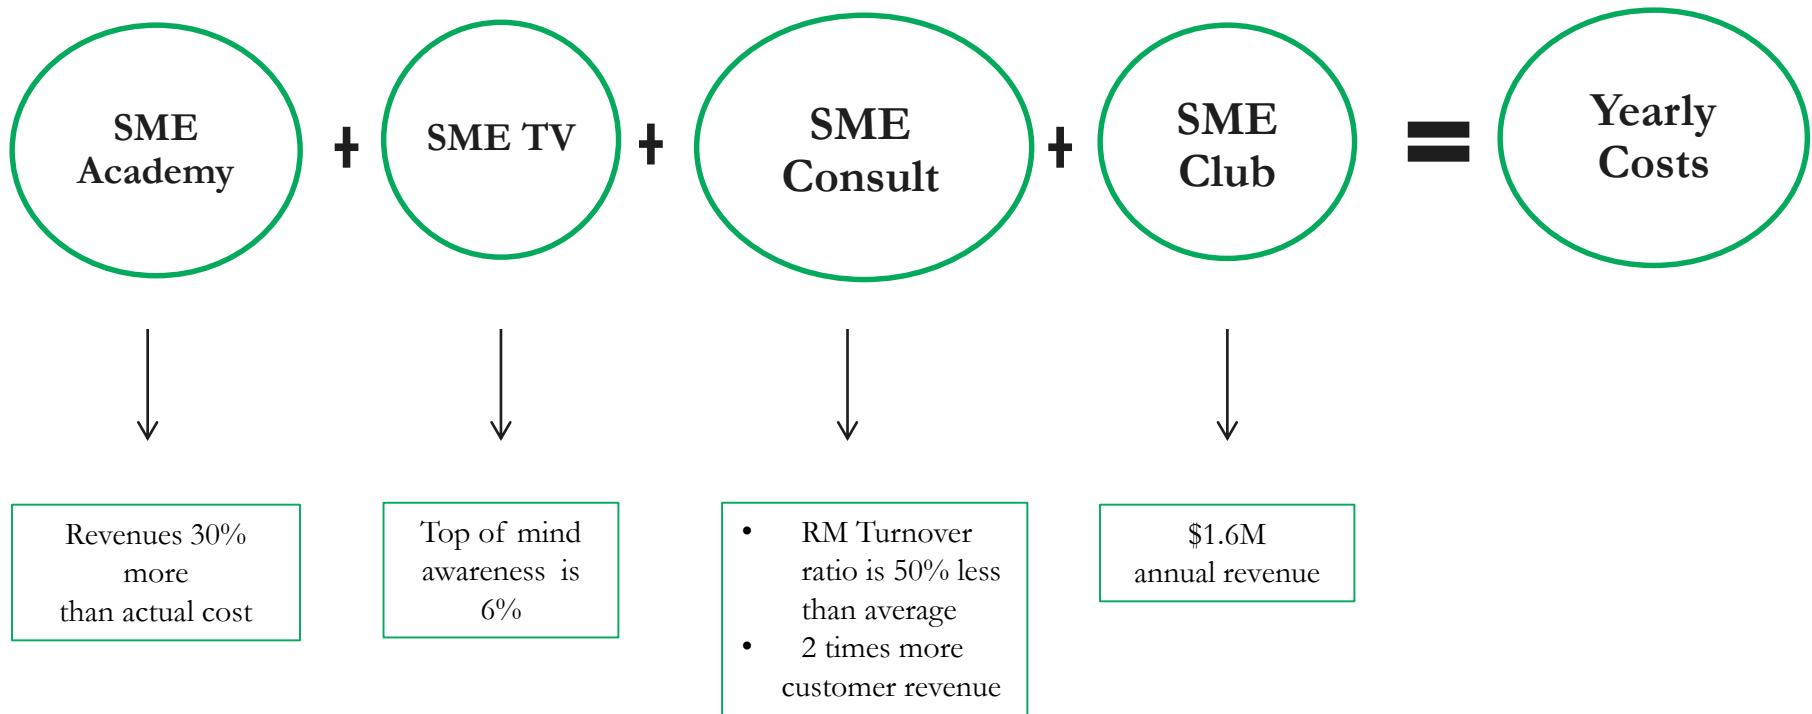 SME
Academy
+
SME TV
+
SME
Consult
+
SME
Club
=
Yearly
Costs
Revenues 30%
more
than actual cost
Top of mind
awareness is
6%
• RM Turnover
ratio is 50% less
than average
• 2 times more
customer revenue
$1.6M
annual revenue